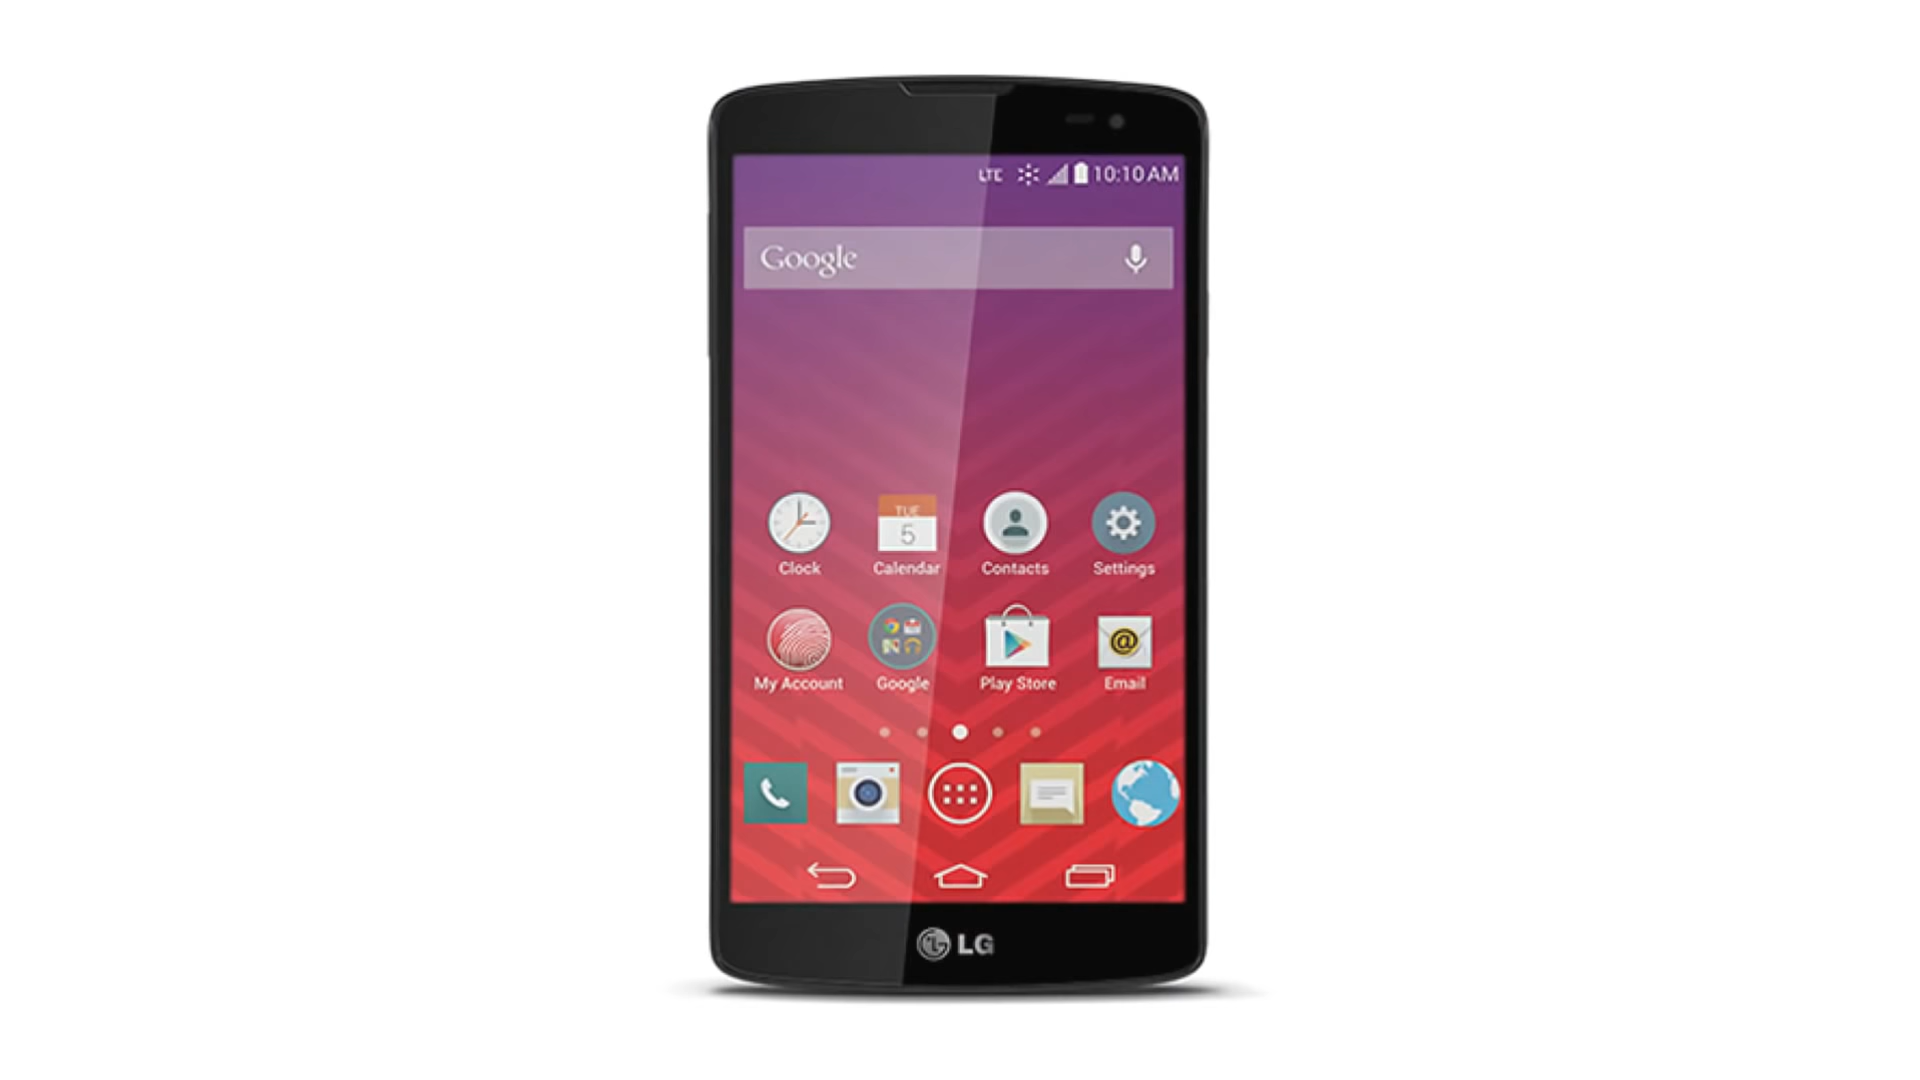 LTE 10:10 AM
Google
TUE
5
Clock Calendar Contacts Settings
@
My Account Google Play Store Email
LG